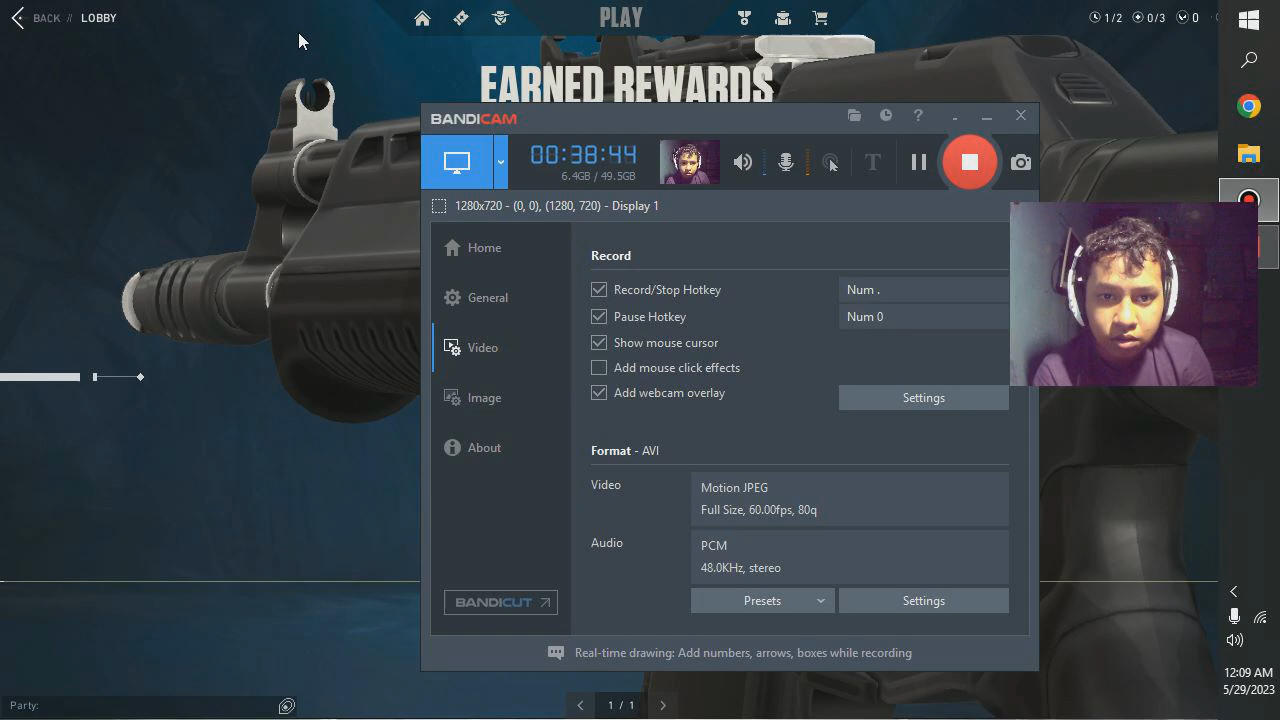 BACK // LOBBY
PLAY
1/2
0/3
0
EARNED REWARDS
BANDICAM
00:38:44
6.4GB / 49.5GB
1280x720 - (0, 0), (1280, 720) - Display 1
Home
General
Video
Image
About
BANDICUT
Record
Record/Stop Hotkey
Num .
Pause Hotkey
Num 0
Show mouse cursor
Add mouse click effects
Add webcam overlay
Settings
Format - AVI
Video
Motion JPEG
Full Size, 60.00fps, 80q
Audio
PCM
48.0KHz, stereo
Presets
Settings
Real-time drawing: Add numbers, arrows, boxes while recording
Party:
1 / 1
12:09 AM
5/29/2023